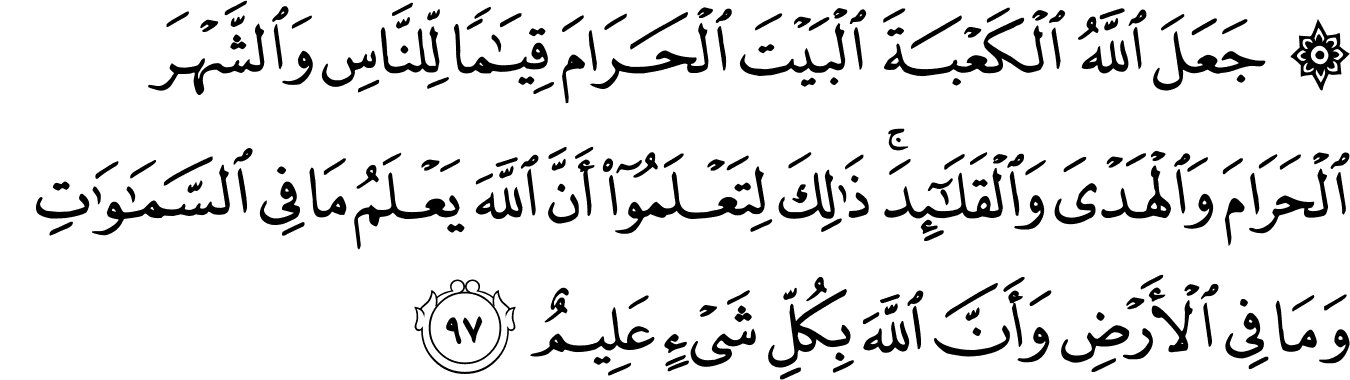 ۞ جَعَلَ ٱللَّهُ ٱلْكَعْبَةَ ٱلْبَيْتَ ٱلْحَرَامَ قِيَـٰمًا لِّلنَّاسِ وَٱلشَّهْرَ
ٱلْحَرَامَ وَٱلْهَدْىَ وَٱلْقَلَـٰٓئِدَ ۚ ذَٰلِكَ لِتَعْلَمُوٓا۟ أَنَّ ٱللَّهَ يَعْلَمُ مَا فِى ٱلسَّمَـٰوَٰتِ
وَمَا فِى ٱلْأَرْضِ وَأَنَّ ٱللَّهَ بِكُلِّ شَىْءٍ عَلِيمٌ ٩٧